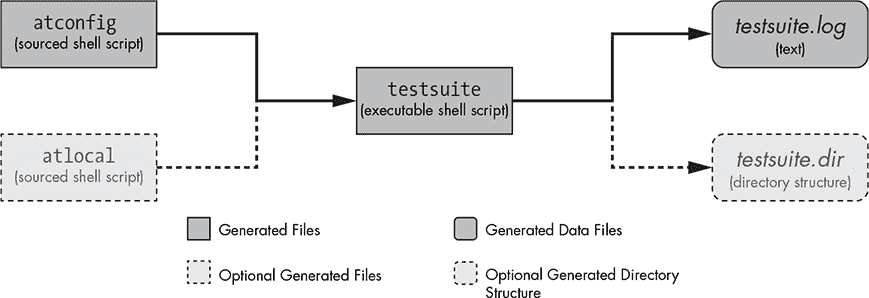 atconfig
(sourced shell script)
testsuite.log
(text)
testsuite
(executable shell script)
atlocal
(sourced shell script)
testsuite.dir
(directory structure)
Generated Files
Generated Data Files
Optional Generated Files
Optional Generated Directory
Structure